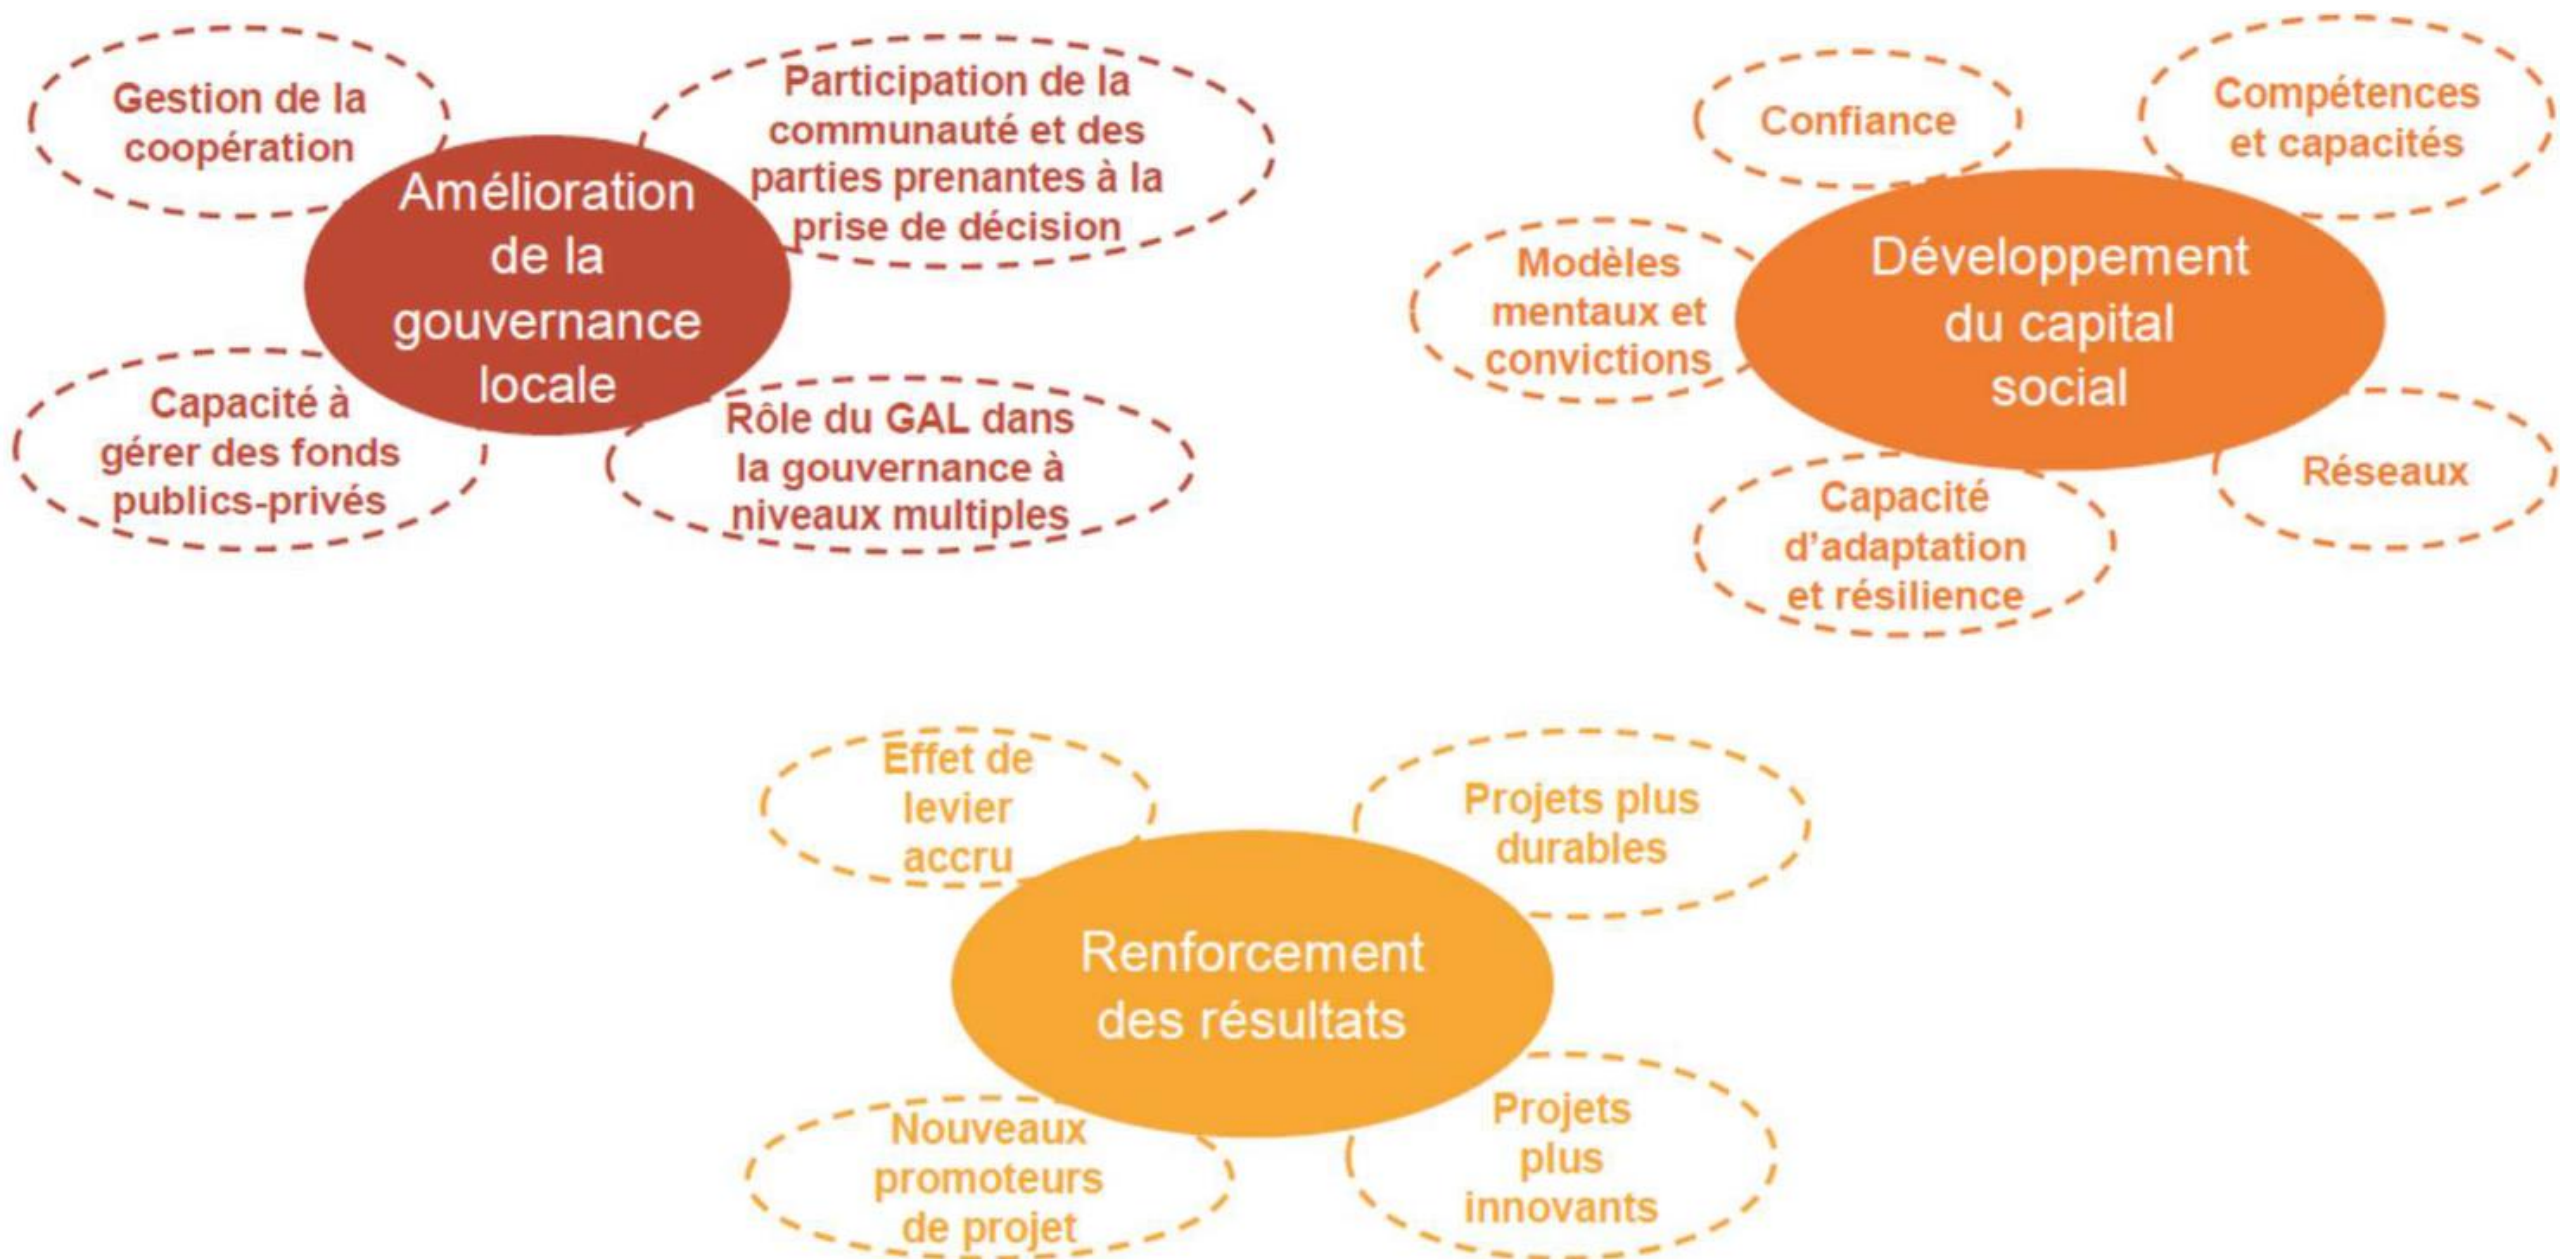 Gestion de la
coopération
Participation de la
communauté et des
parties prenantes à la
prise de décision
Amélioration
de la
gouvernance
locale
Capacité à
gérer des fonds
publics-privés
Rôle du GAL dans
la gouvernance à
niveaux multiples
Confiance
Compétences
et capacités
Modèles
mentaux et
convictions
Développement
du capital
social
Capacité
d’adaptation
et résilience
Réseaux
Effet de
levier
accru
Projets plus
durables
Renforcement
des résultats
Nouveaux
promoteurs
de projet
Projets
plus
innovants